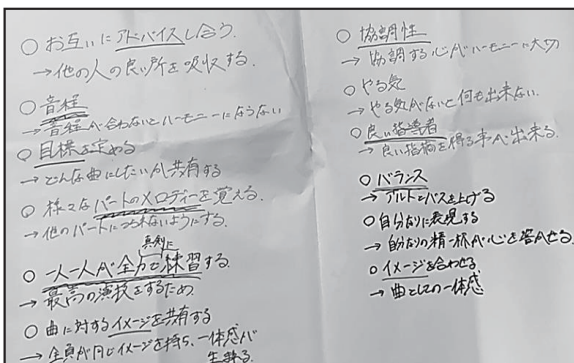 ○ お互いにアドバイスし合う.
→ 他の人の良い所を吸収する.
○ 音程
→ 音程が合わないとハーモニーにならない
○ 目標を定める
→ どんな曲にしたいか共有する
○ 様々なパートのメロディーを覚える.
→ 他のパートにつられないようにする.
真剣に
○ 一人一人が全力で練習する.
→ 最高の演技をするため
○ 曲に対するイメージを共有する
→ 全員が同じイメージを持ち、一体感が
生まれる.
○ 協調性
→ 協調する心がハーモニーに大切
○ やる気
→ やる気がないと何も出来ない.
○ 良い指導者
→ 良い指摘を得る事が出来る.
○ バランス
→ アルトとバスを上げる
○ 自分なりに表現する
→ 自分なりの精一杯が心を響かせる.
○ イメージを合わせる
→ 曲としての一体感